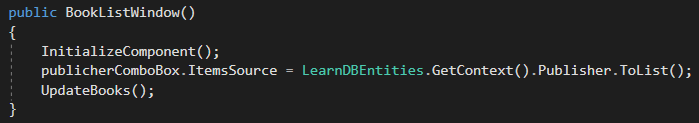 public BookListWindow()
{
InitializeComponent();
publicherComboBox.ItemsSource = LearnDBEntities.GetContext().Publisher.ToList();
UpdateBooks();
}